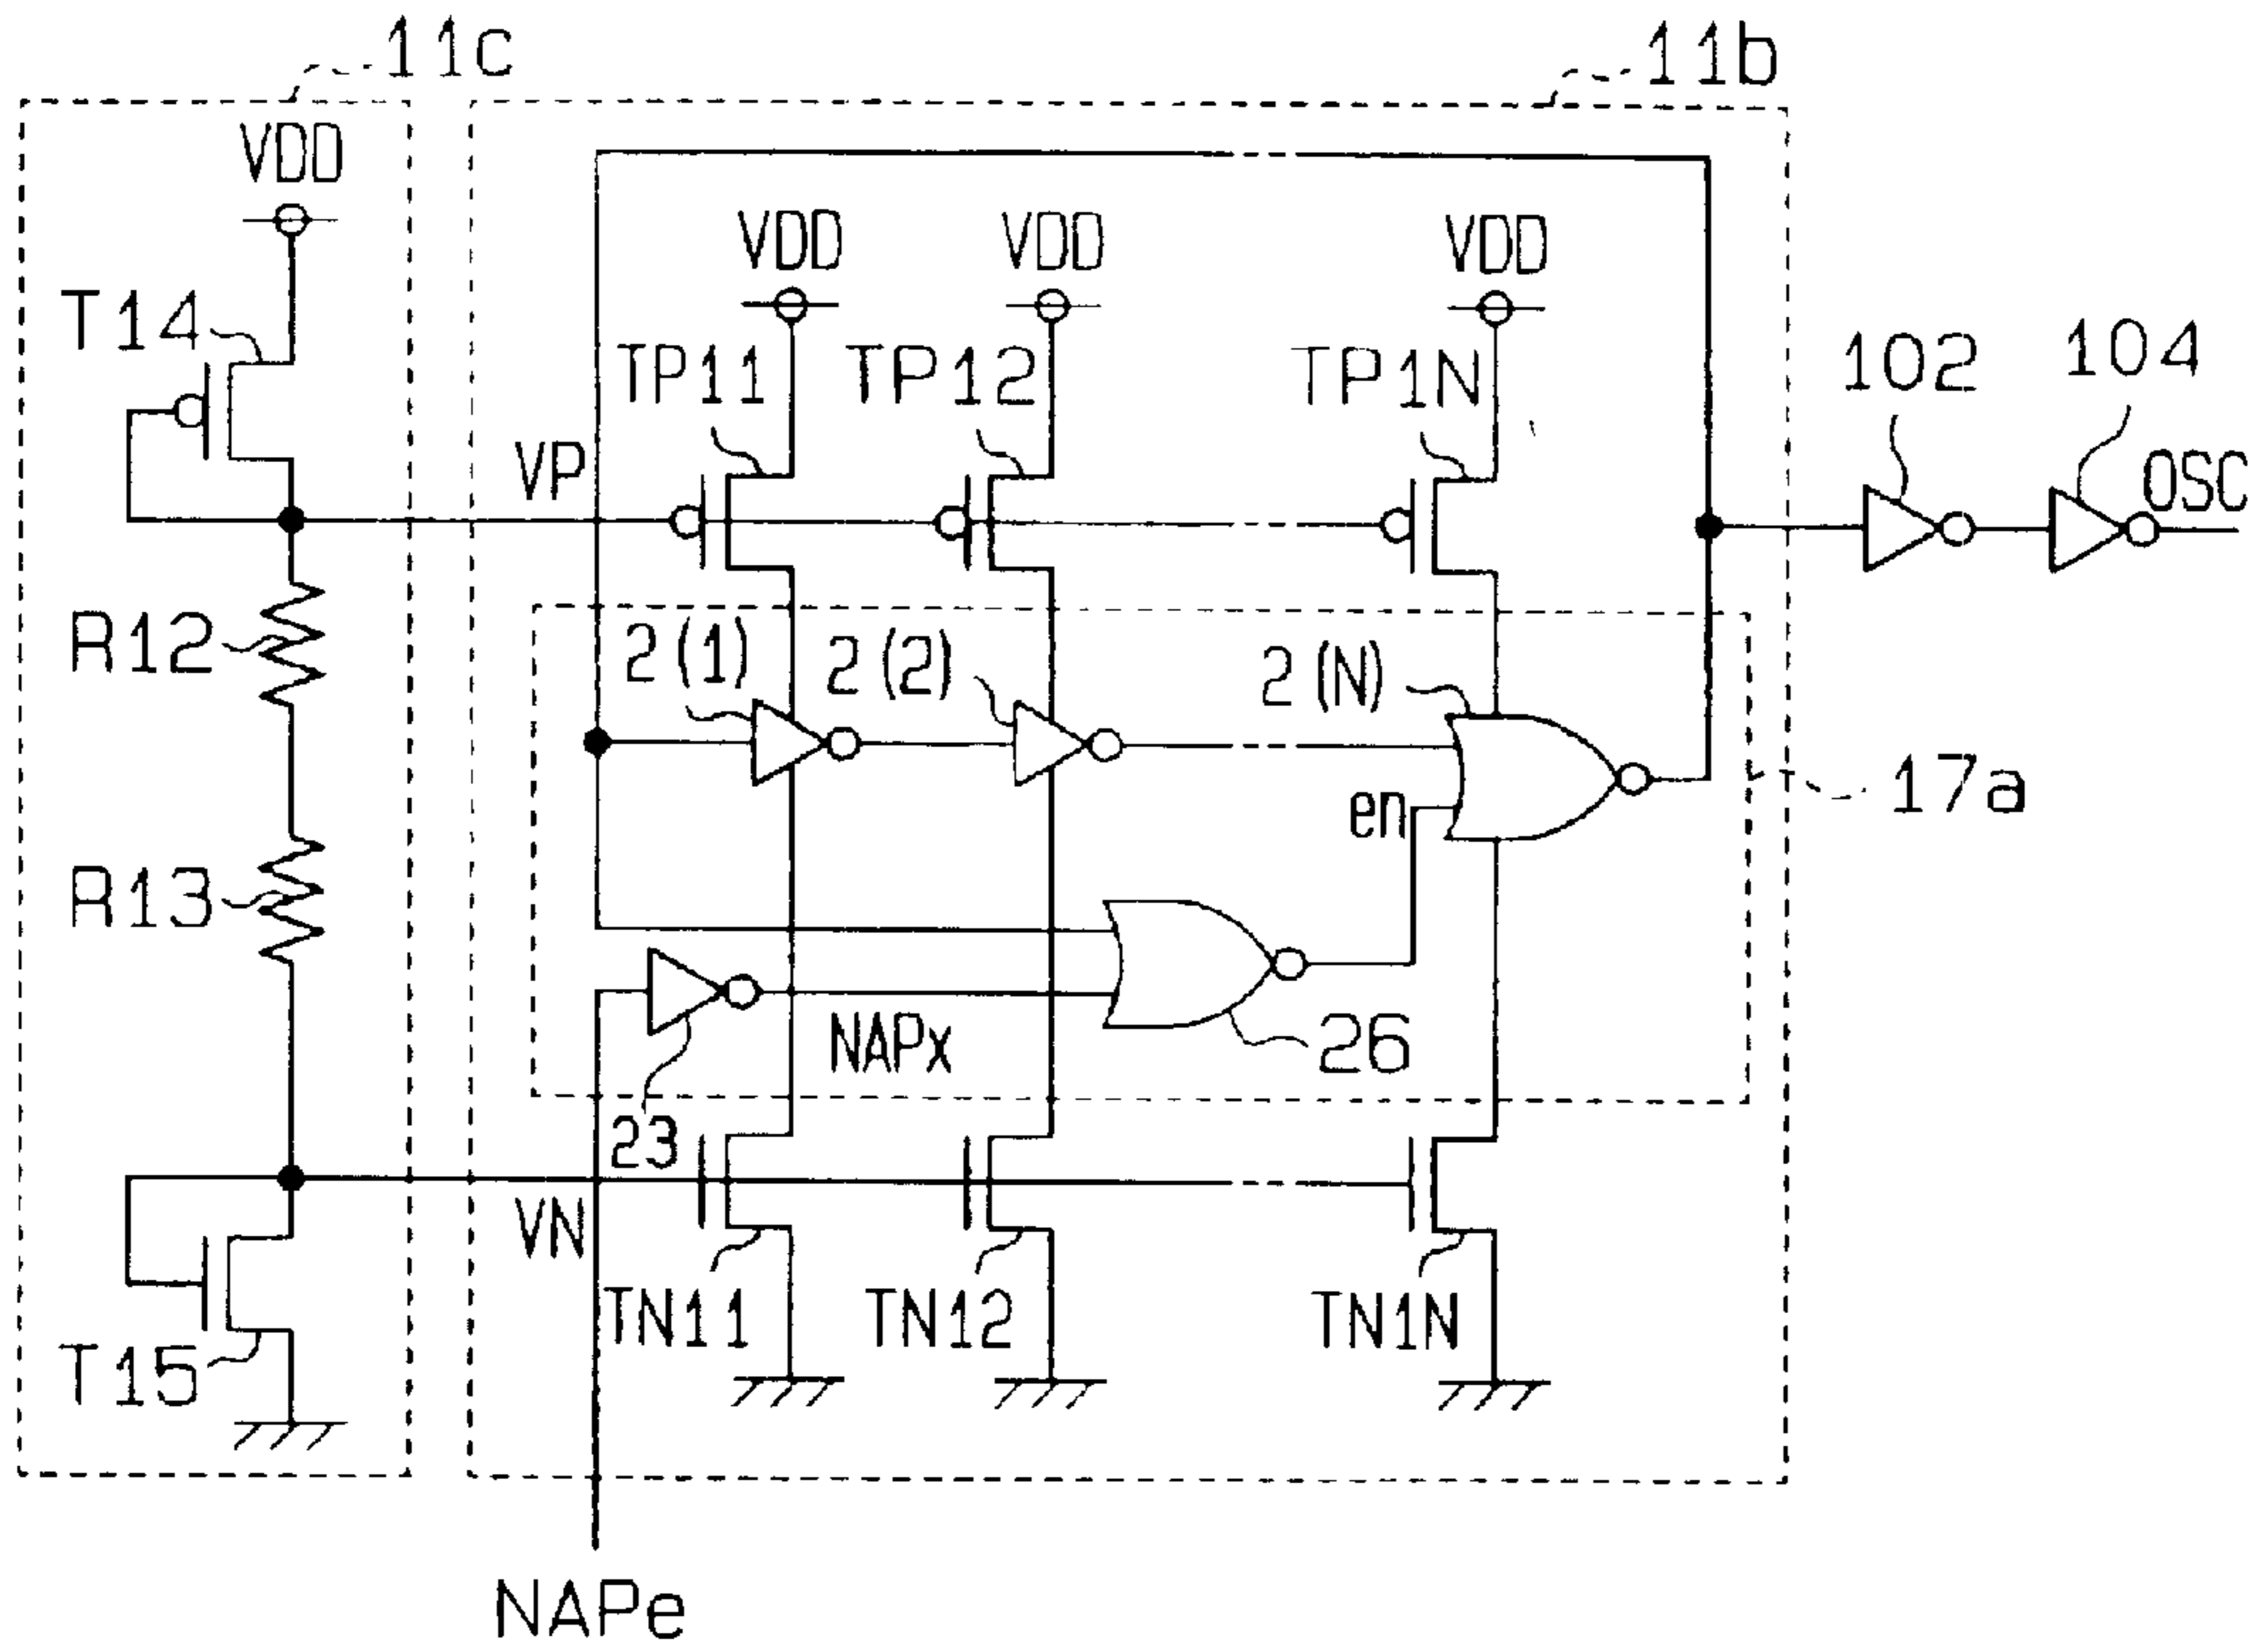 11c
11b
VDD
VDD
VDD
VDD
T14
TP11
TP12
TP1N
102
104
OSC
VP
R12
2(1)
2(2)
2(N)
17a
en
R13
NAPx
26
23
VN
TN11
TN12
TN1N
T15
NAPe